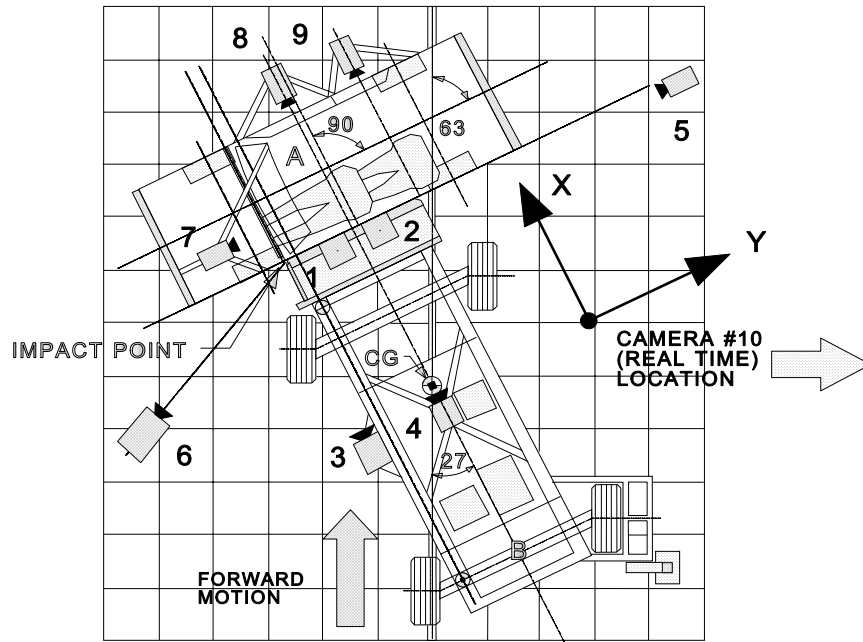 8
9
90
63
A
5
X
7
2
Y
1
IMPACT POINT
CG
CAMERA #10
(REAL TIME)
LOCATION
4
6
3
27
B
FORWARD
MOTION